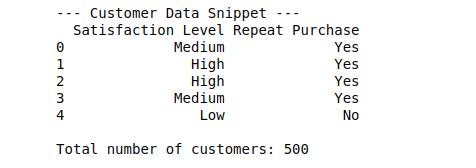 --- Customer Data Snippet ---
Satisfaction Level Repeat Purchase
0 Medium Yes
1 High Yes
2 High Yes
3 Medium Yes
4 Low No
Total number of customers: 500